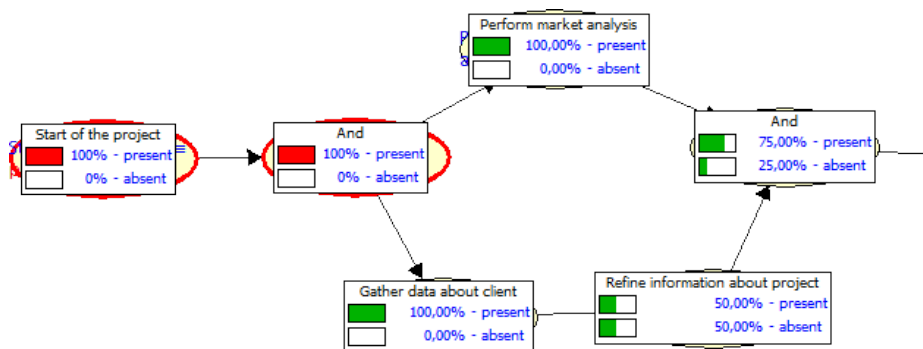 Perform market analysis
100,00% - present
0,00% - absent
Start of the project
100% - present
0% - absent
And
100% - present
0% - absent
And
75,00% - present
25,00% - absent
Gather data about client
100,00% - present
0,00% - absent
Refine information about project
50,00% - present
50,00% - absent